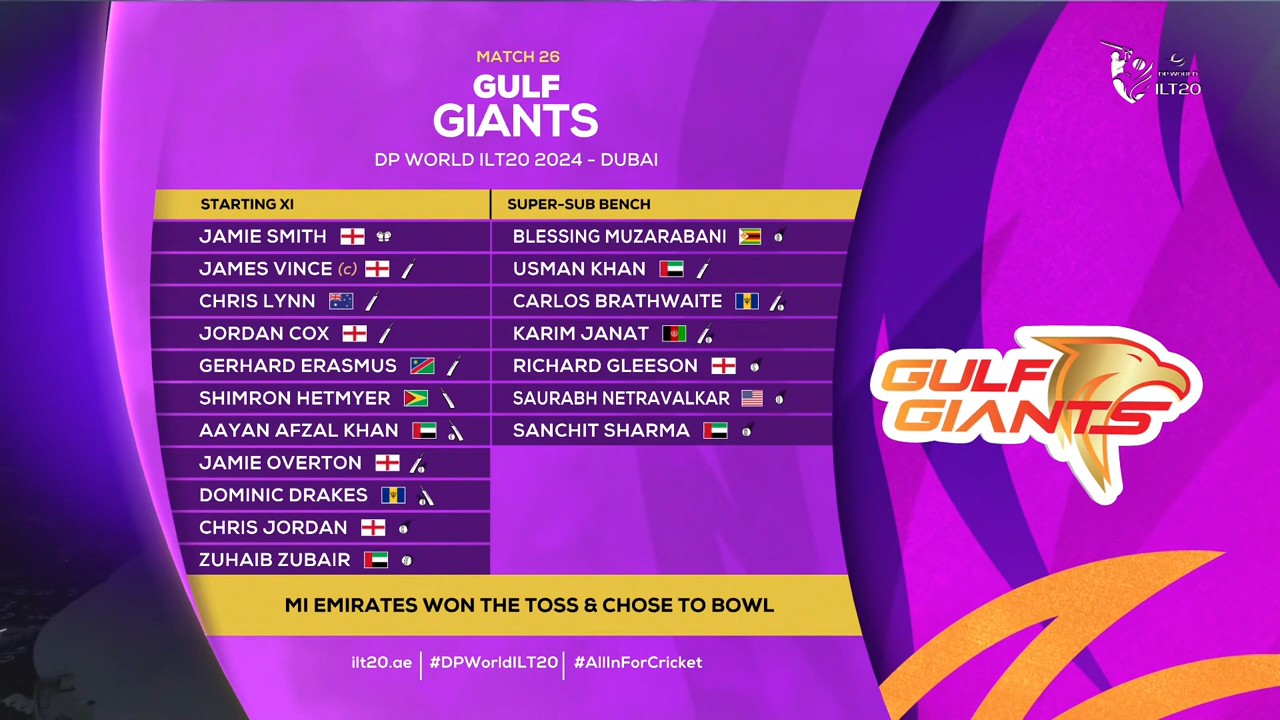 MATCH 26
GULF
GIANTS
DP WORLD ILT20 2024 - DUBAI
DP WORLD
ILT20
STARTING XI
SUPER-SUB BENCH
JAMIE SMITH
JAMES VINCE (c)
CHRIS LYNN
JORDAN COX
GERHARD ERASMUS
SHIMRON HETMYER
AAYAN AFZAL KHAN
JAMIE OVERTON
DOMINIC DRAKES
CHRIS JORDAN
ZUHAIB ZUBAIR
BLESSING MUZARABANI
USMAN KHAN
CARLOS BRATHWAITE
KARIM JANAT
RICHARD GLEESON
SAURABH NETRAVALKAR
SANCHIT SHARMA
GULF
GIANTS
MI EMIRATES WON THE TOSS & CHOSE TO BOWL
ilt20.ae #DPWorldILT20 #AllInForCricket